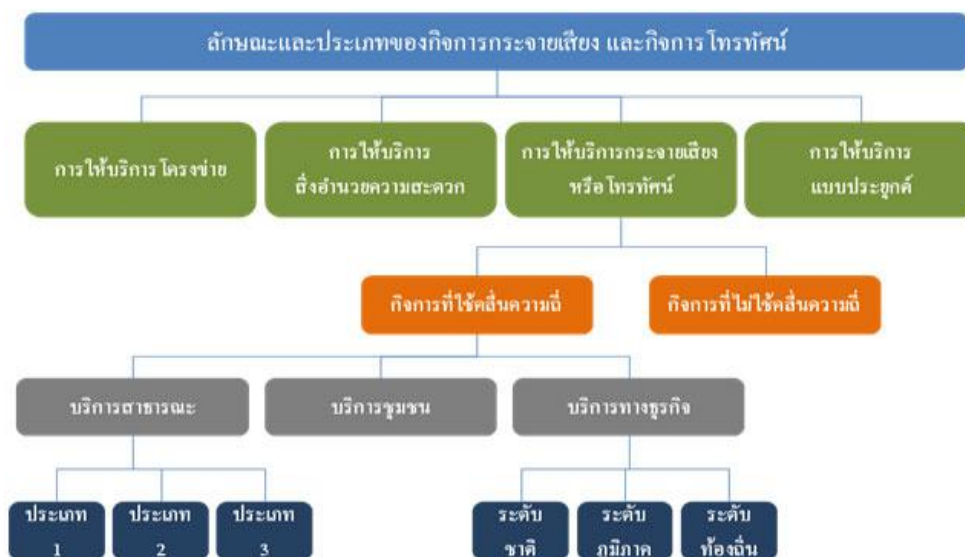 ลักษณะและประเภทของกิจการกระจายเสียง และกิจการโทรทัศน์
การให้บริการโครงข่าย
การให้บริการ
สิ่งอำนวยความสะดวก
การให้บริการกระจายเสียง
หรือโทรทัศน์
การให้บริการ
แบบประยุกต์
กิจการที่ใช้คลื่นความถี่
กิจการที่ไม่ใช้คลื่นความถี่
บริการสาธารณะ
บริการชุมชน
บริการทางธุรกิจ
ประเภท
1
ประเภท
2
ประเภท
3
ระดับ
ชาติ
ระดับ
ภูมิภาค
ระดับ
ท้องถิ่น